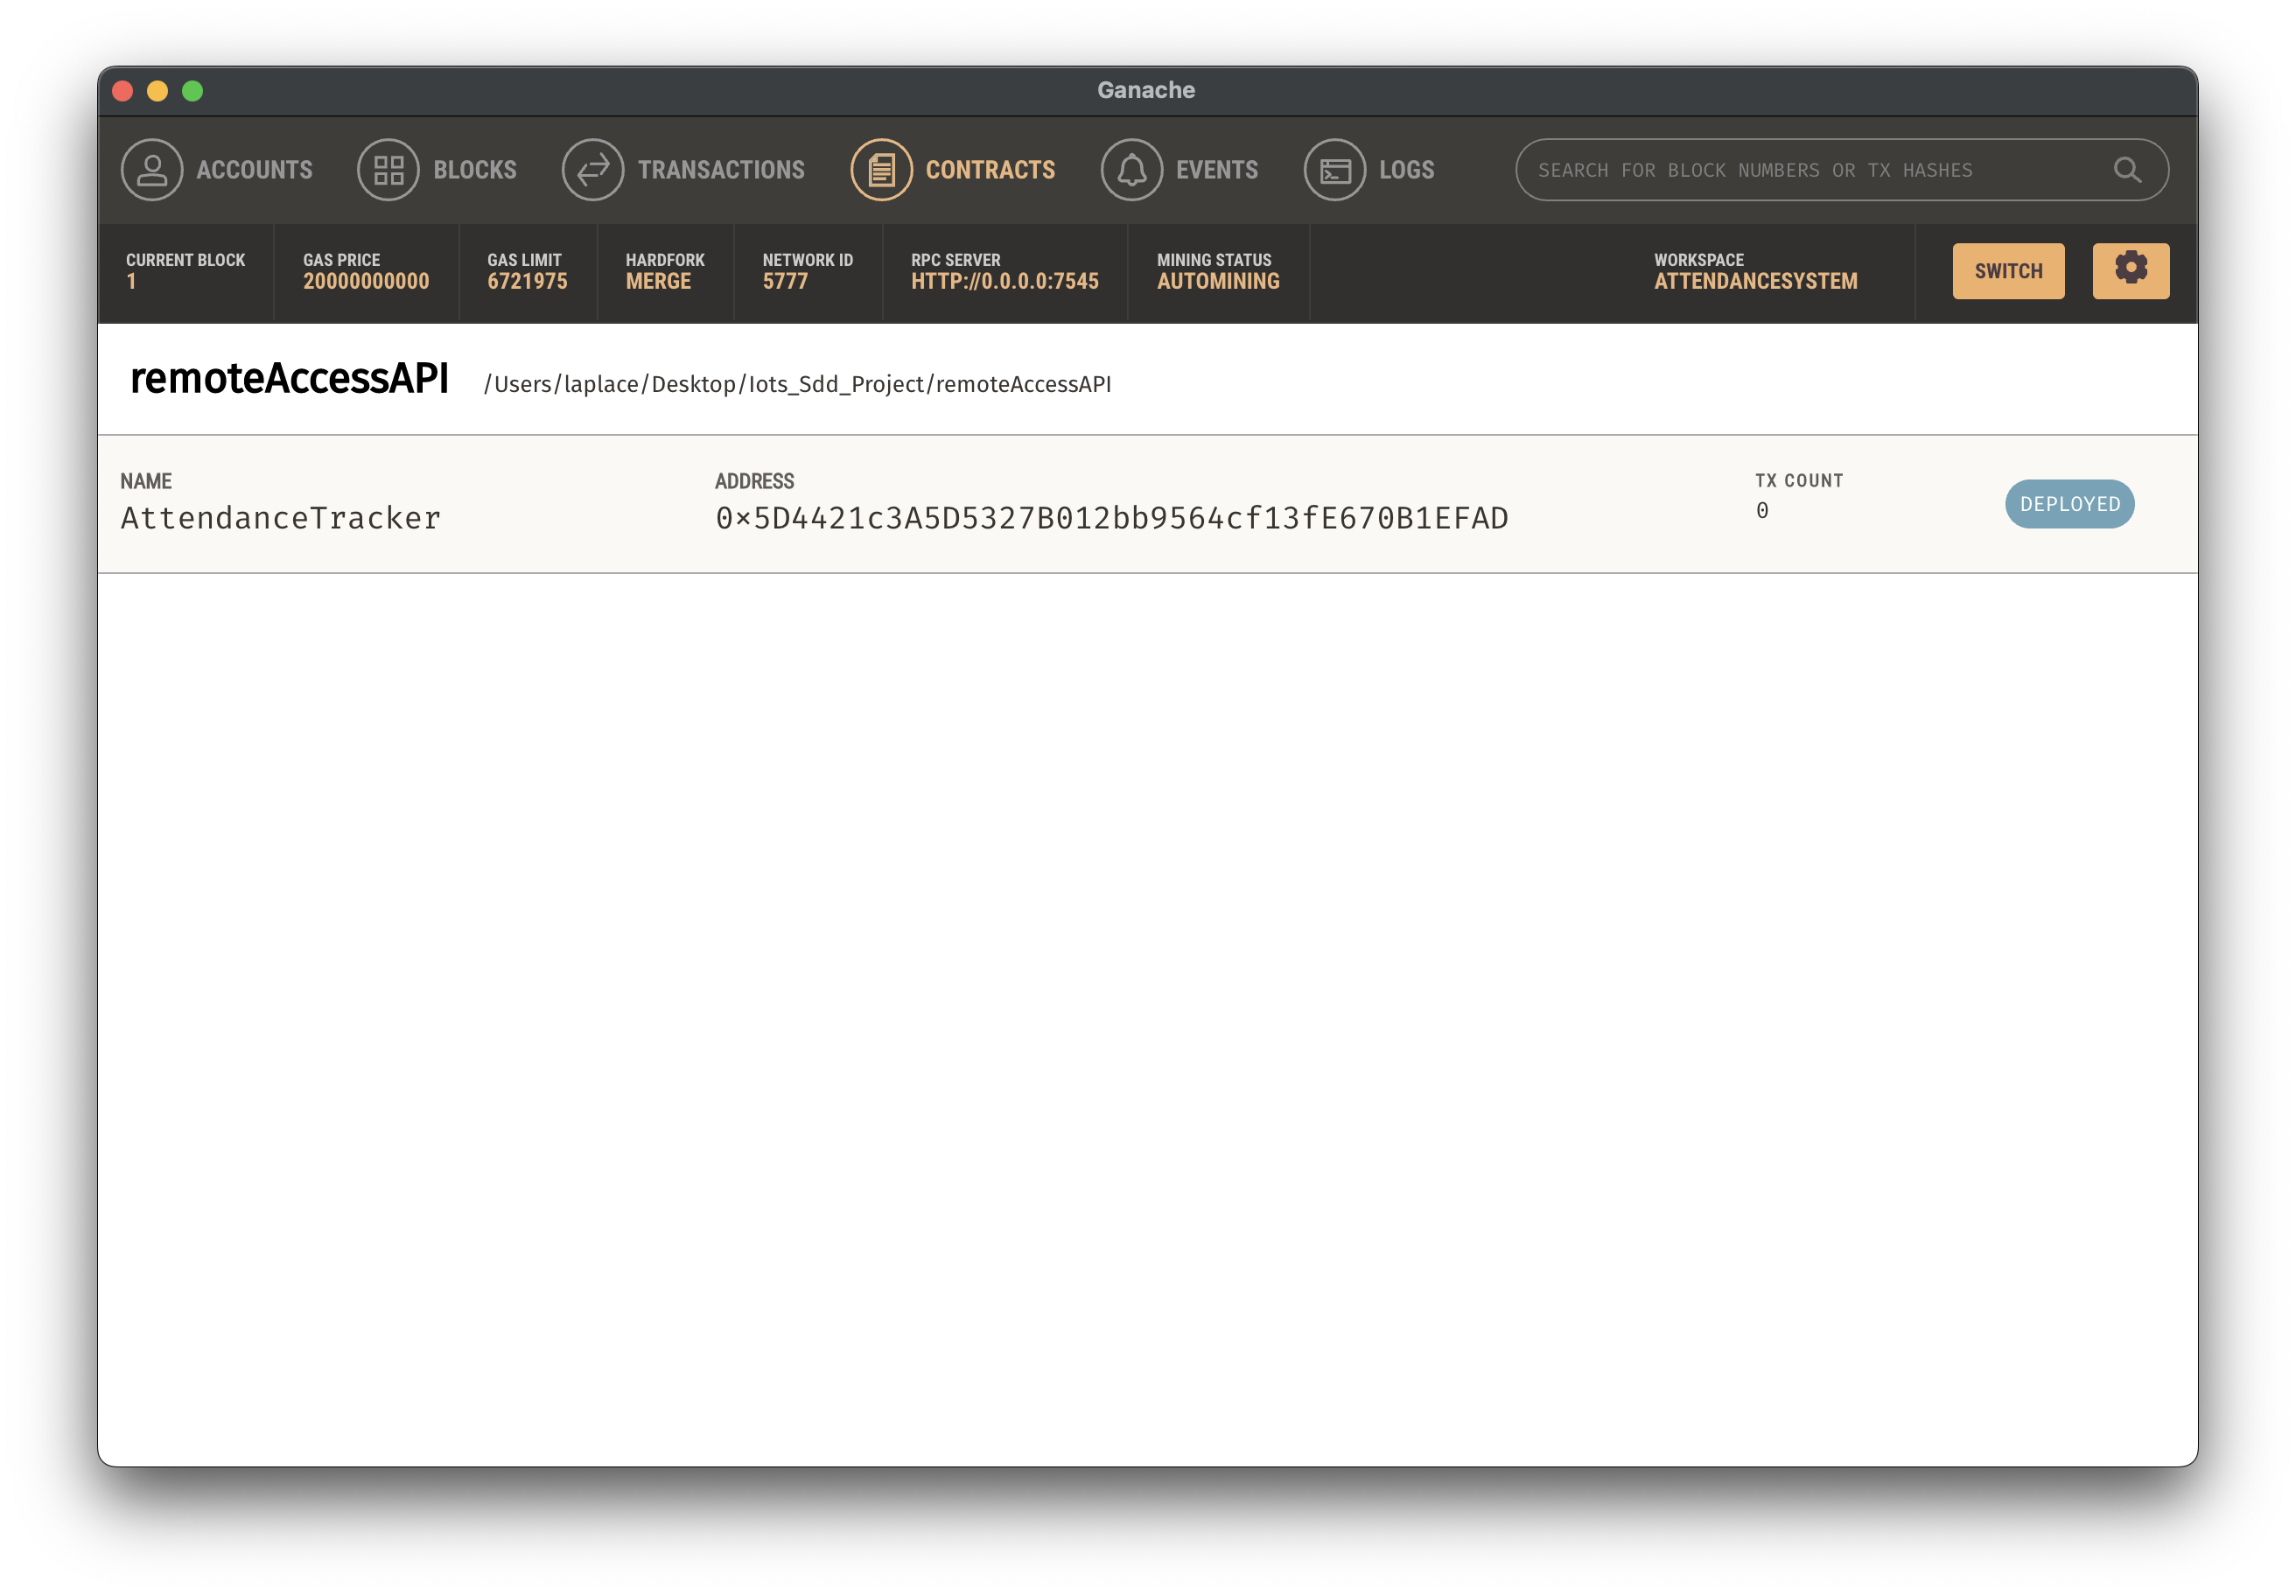 Ganache
ACCOUNTS BLOCKS TRANSACTIONS CONTRACTS EVENTS LOGS SEARCH FOR BLOCK NUMBERS OR TX HASHES
CURRENT BLOCK GAS PRICE GAS LIMIT HARDFORK NETWORK ID RPC SERVER MINING STATUS WORKSPACE
1 20000000000 6721975 MERGE 5777 HTTP://0.0.0.0:7545 AUTOMINING ATTENDANCESYSTEM SWITCH
remoteAccessAPI /Users/laplace/Desktop/Iots_Sdd_Project/remoteAccessAPI
NAME ADDRESS TX COUNT
AttendanceTracker 0×5D4421c3A5D5327B012bb9564cf13fE670B1EFAD 0 DEPLOYED